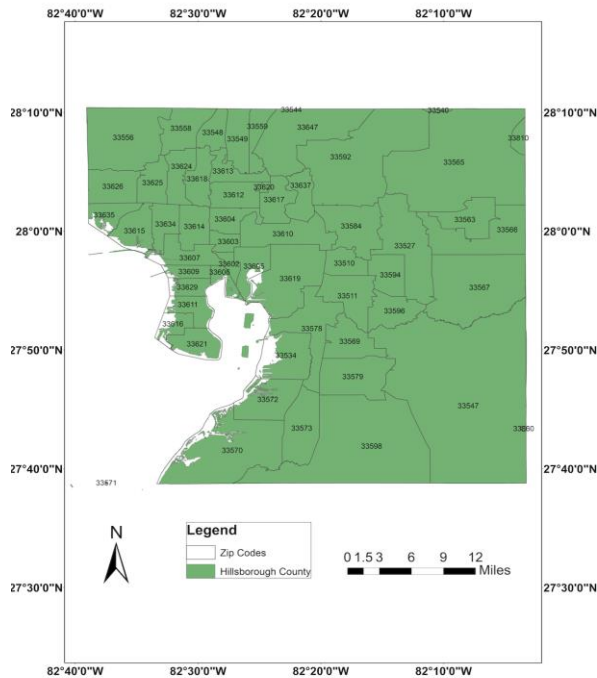 82°40'0"W 82°30'0"W 82°20'0"W 82°10'0"W
28°10'0"N 28°10'0"N
33544 33540
33556 33558 33548 33559 33647 33810
33549
33592 33565
33624 33613
33626 33625 33618 33620 33637
33612 33617
33635 33604 33563
28°0'0"N 28°0'0"N
33615 33634 33614 33610 33584 33566
33603 33527
33607 33602 33605 33510
33609 33606 33619 33594 33567
33629 33511
33611 33596
33616 33578
33621 33534 33569
27°50'0"N 27°50'0"N
33579
33572 33547
33573 33860
33570 33598
27°40'0"N 27°40'0"N
33571
N
Legend
Zip Codes
Hillsborough County
0 1.5 3 6 9 12
Miles
27°30'0"N 27°30'0"N
82°40'0"W 82°30'0"W 82°20'0"W 82°10'0"W